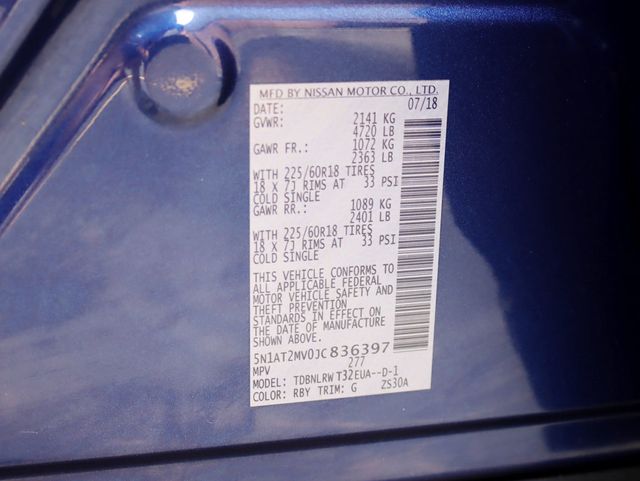 MFD BY NISSAN MOTOR CO., LTD.
DATE: 07/18
GVWR: 2141 KG
4720 LB
GAWR FR.: 1072 KG
2363 LB
WITH 225/60R18 TIRES
18 X 7J RIMS AT 33 PSI
COLD SINGLE
GAWR RR.: 1089 KG
2401 LB
WITH 225/60R18 TIRES
18 X 7J RIMS AT 33 PSI
COLD SINGLE
THIS VEHICLE CONFORMS TO
ALL APPLICABLE FEDERAL
MOTOR VEHICLE SAFETY AND
THEFT PREVENTION
STANDARDS IN EFFECT ON
THE DATE OF MANUFACTURE
SHOWN ABOVE.
5N1AT2MV0JC836397
MPV 277
MODEL: TDBNLRW T32EUA--D-1
COLOR: RBY TRIM: G ZS30A